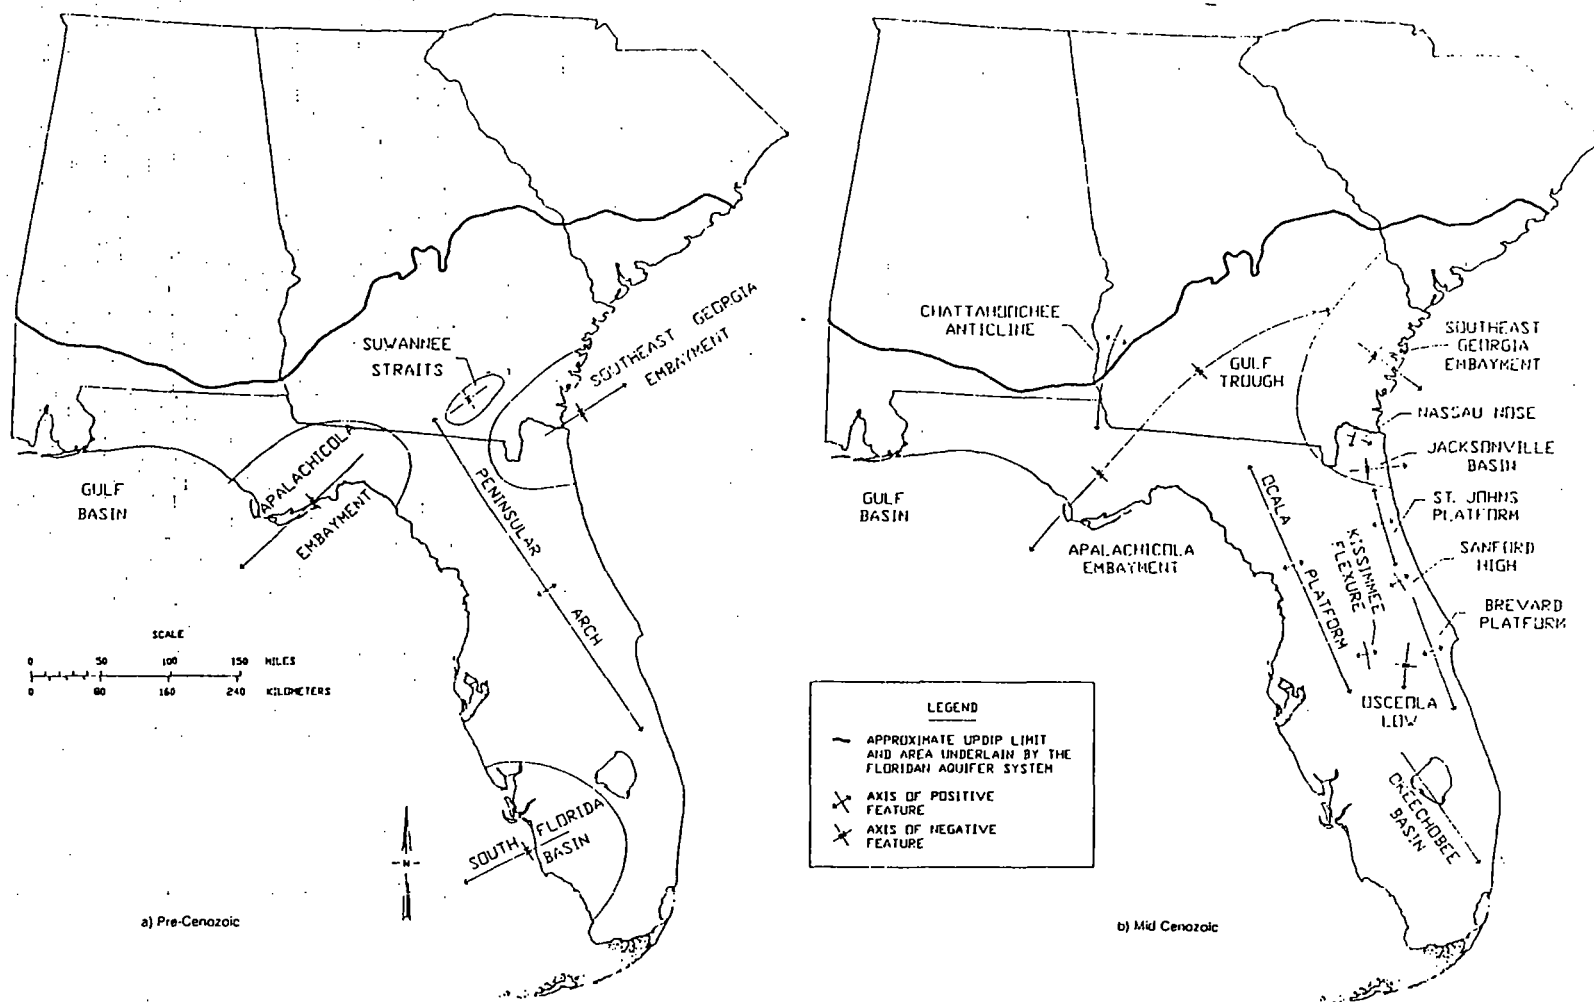 SUWANNEE
STRAITS
SOUTHEAST GEORGIA
EMBAYMENT
APALACHICOLA
EMBAYMENT
GULF
BASIN
PENINSULAR
ARCH
SCALE
0 50 100 150 MILES
0 80 160 240 KILOMETERS
SOUTH FLORIDA
BASIN
N
a) Pre-Cenozoic
CHATTAHOOCHEE
ANTICLINE
GULF
TROUGH
SOUTHEAST
GEORGIA
EMBAYMENT
NASSAU NOSE
JACKSONVILLE
BASIN
ST. JOHNS
PLATFORM
SANFORD
HIGH
BREVARD
PLATFORM
GULF
BASIN
APALACHICOLA
EMBAYMENT
OCALA
PLATFORM
KISSIMMEE
FLEXURE
OSCEOLA
LOW
OKEECHOBEE
BASIN
LEGEND
APPROXIMATE UPDIP LIMIT
AND AREA UNDERLAIN BY THE
FLORIDAN AQUIFER SYSTEM
AXIS OF POSITIVE
FEATURE
AXIS OF NEGATIVE
FEATURE
b) Mid Cenozoic